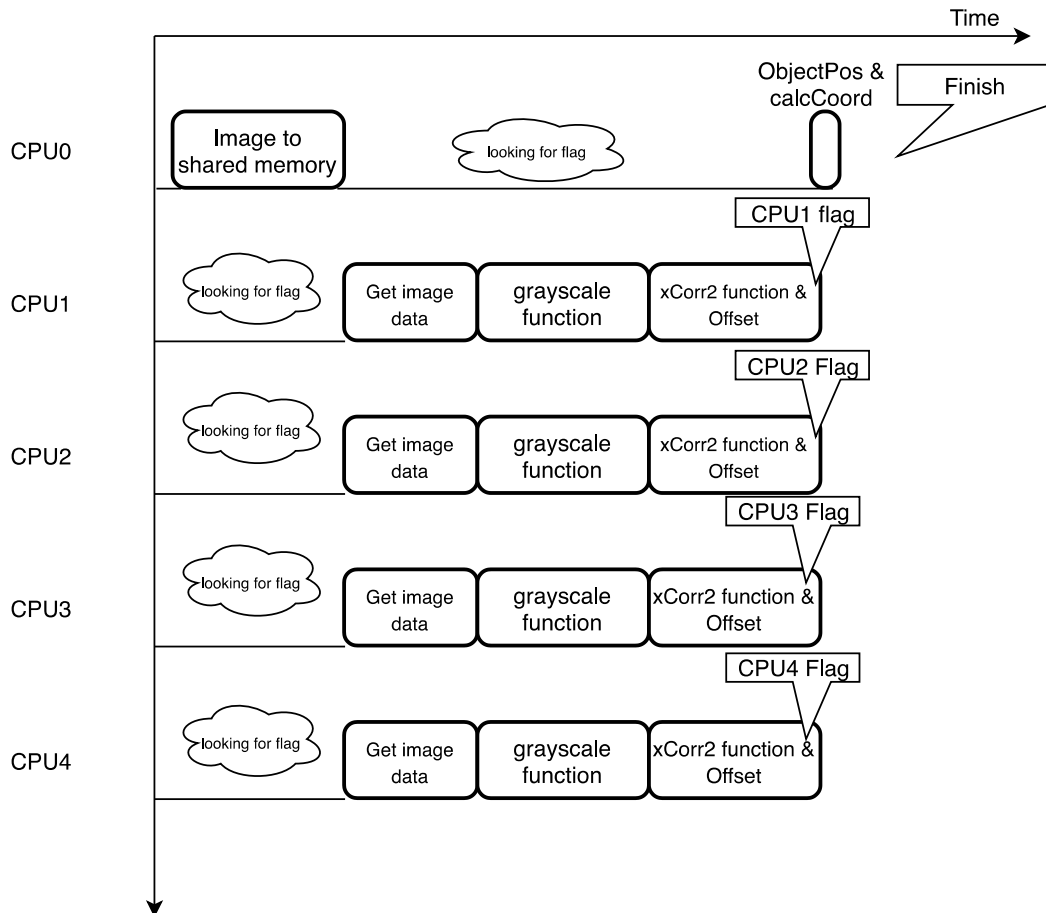 Time
ObjectPos &
calcCoord
Finish
CPU0
Image to
shared memory
looking for flag
CPU1 flag
CPU1
looking for flag
Get image
data
grayscale
function
xCorr2 function &
Offset
CPU2 Flag
CPU2
looking for flag
Get image
data
grayscale
function
xCorr2 function &
Offset
CPU3 Flag
CPU3
looking for flag
Get image
data
grayscale
function
xCorr2 function &
Offset
CPU4 Flag
CPU4
looking for flag
Get image
data
grayscale
function
xCorr2 function &
Offset